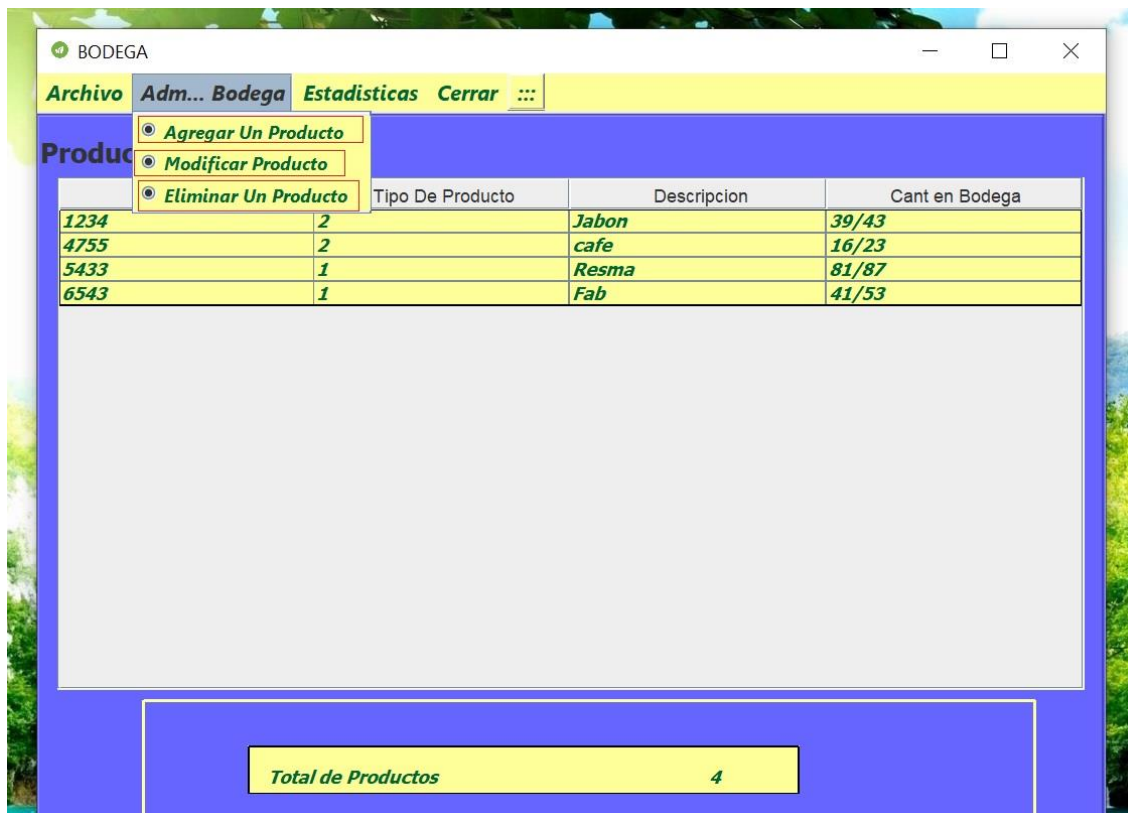 BODEGA
Archivo Adm... Bodega Estadisticas Cerrar :::
Agregar Un Producto
Modificar Producto
Eliminar Un Producto
Tipo De Producto Descripcion Cant en Bodega
1234 2 Jabon 39/43
4755 2 cafe 16/23
5433 1 Resma 81/87
6543 1 Fab 41/53
Total de Productos 4